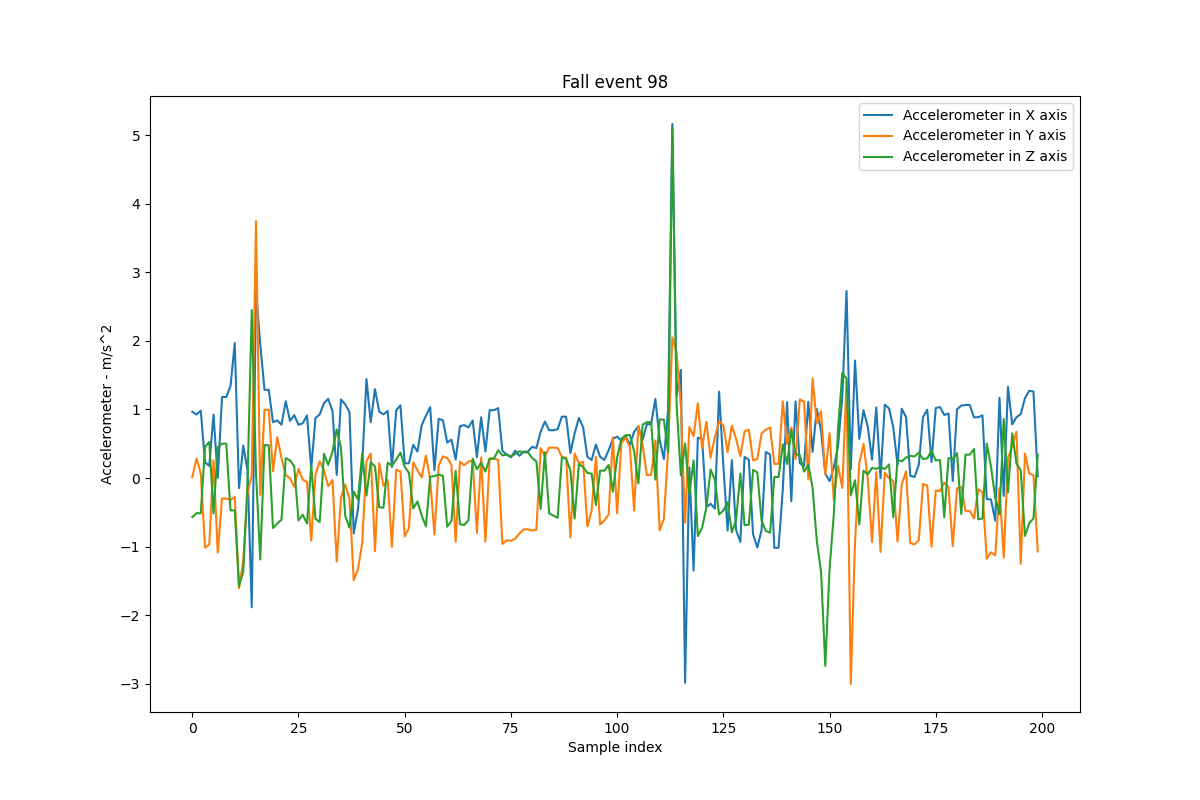 Fall event 98
Accelerometer in X axis
Accelerometer in Y axis
Accelerometer in Z axis
Accelerometer - m/s^2
5
4
3
2
1
0
−1
−2
−3
0 25 50 75 100 125 150 175 200
Sample index